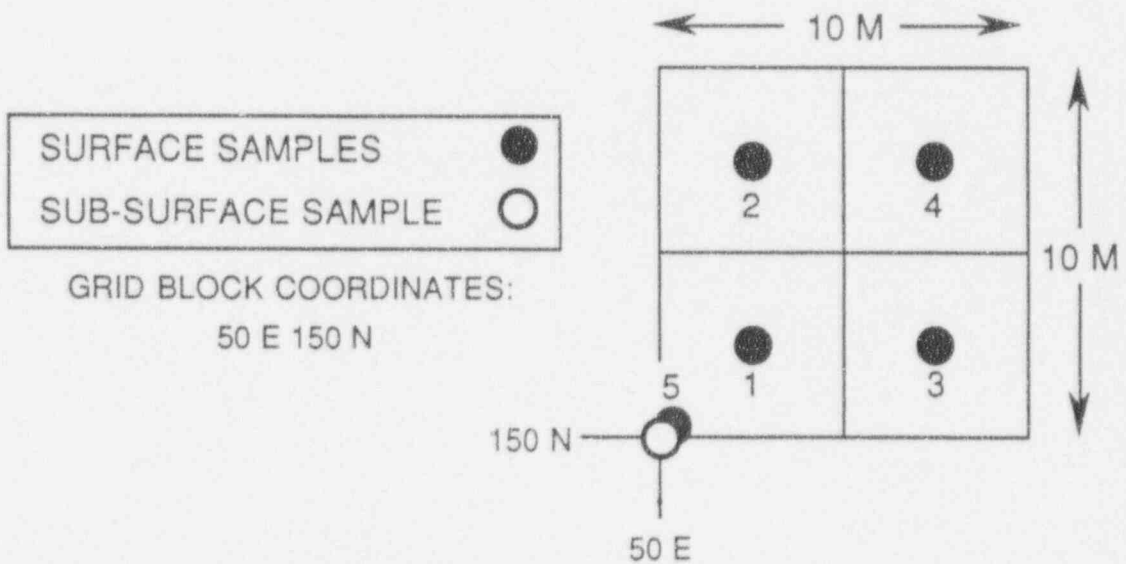 10 M
SURFACE SAMPLES
SUB-SURFACE SAMPLE
GRID BLOCK COORDINATES:
50 E 150 N
2
4
10 M
5
1
3
150 N
50 E